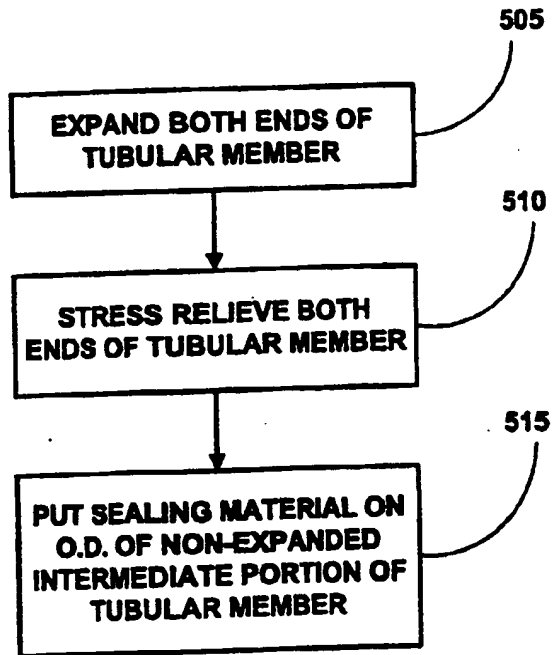 505
EXPAND BOTH ENDS OF
TUBULAR MEMBER
510
STRESS RELIEVE BOTH
ENDS OF TUBULAR MEMBER
515
PUT SEALING MATERIAL ON
O.D. OF NON-EXPANDED
INTERMEDIATE PORTION OF
TUBULAR MEMBER